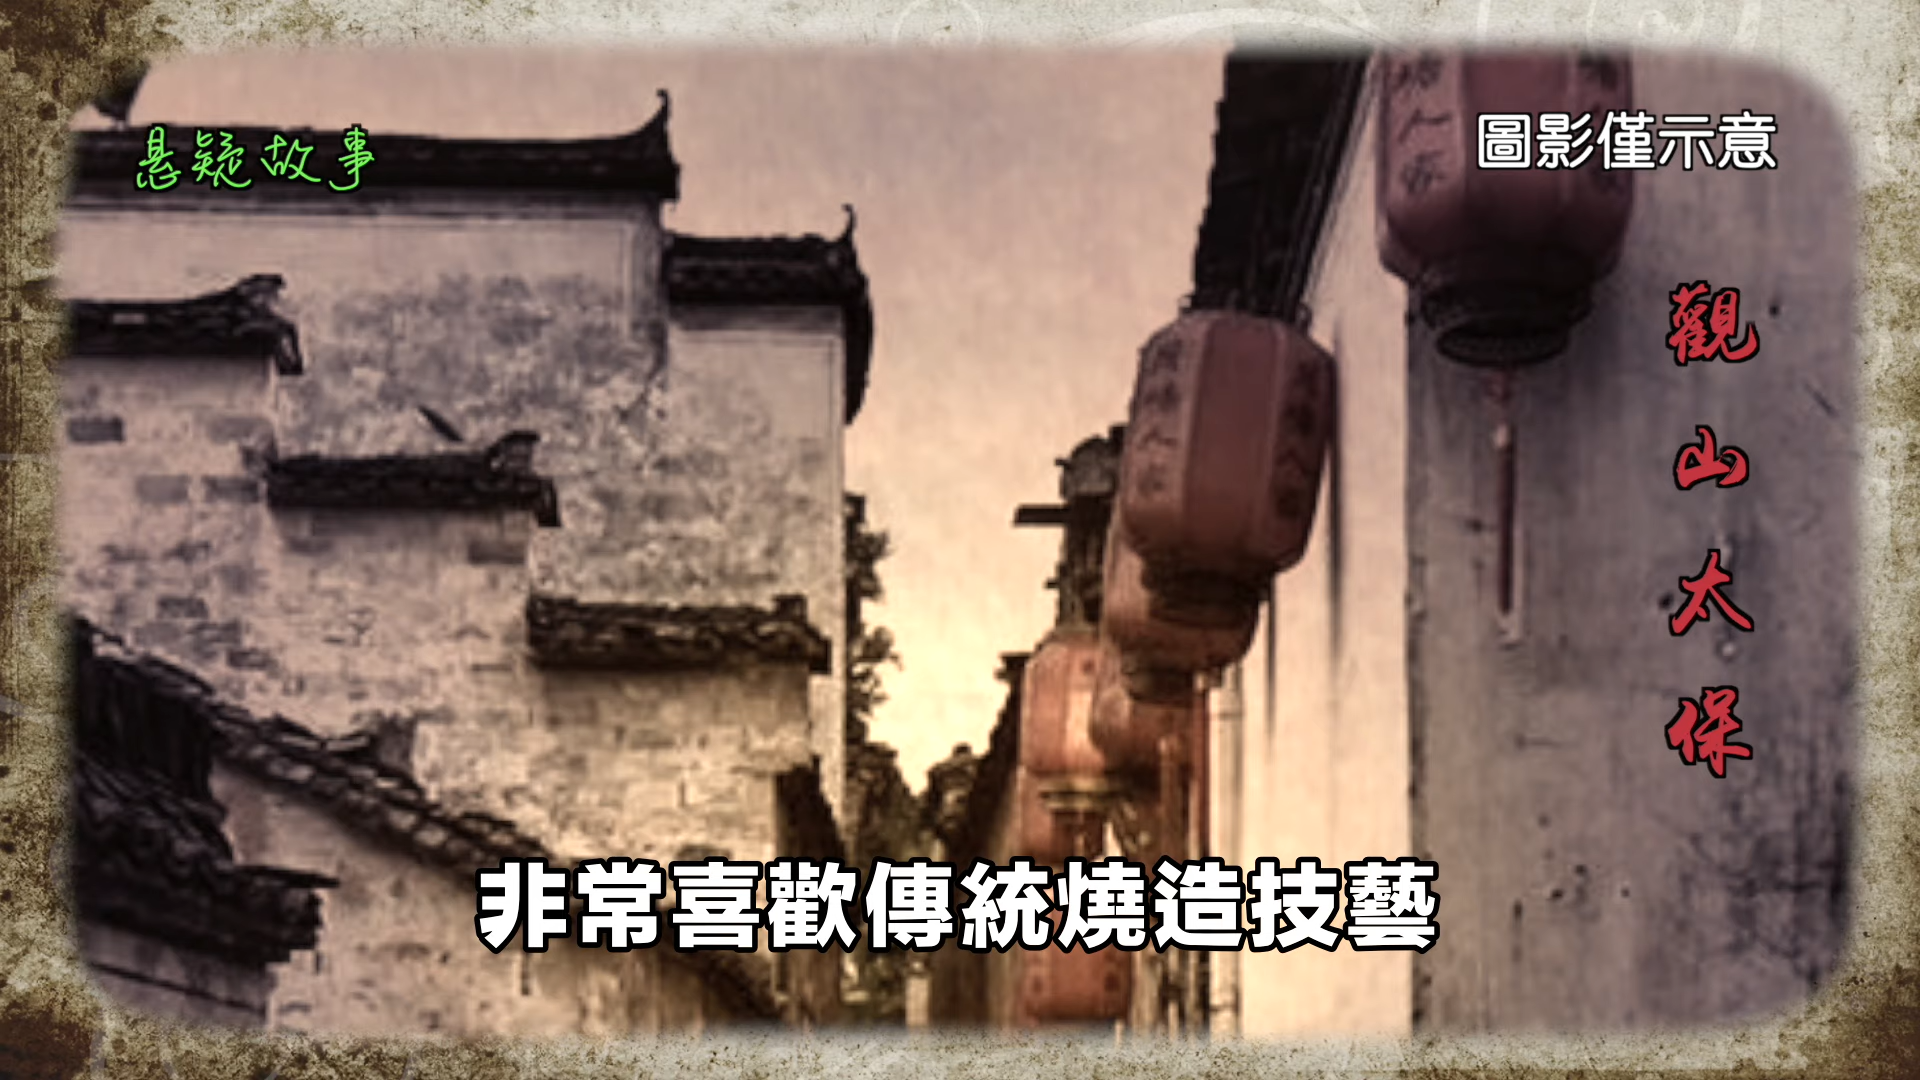 悬疑故事
圖影僅示意
觀山太保
非常喜歡傳統燒造技藝